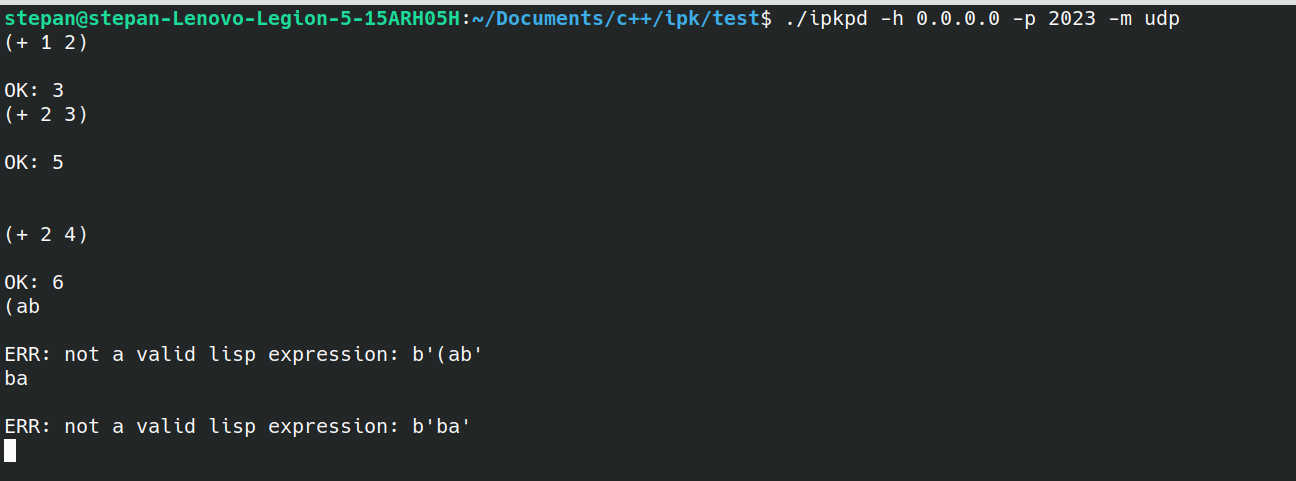 stepan@stepan-Lenovo-Legion-5-15ARH05H:~/Documents/c++/ipk/test$ ./ipkpd -h 0.0.0.0 -p 2023 -m udp
(+ 1 2)
OK: 3
(+ 2 3)
OK: 5
(+ 2 4)
OK: 6
(ab
ERR: not a valid lisp expression: b'(ab'
ba
ERR: not a valid lisp expression: b'ba'